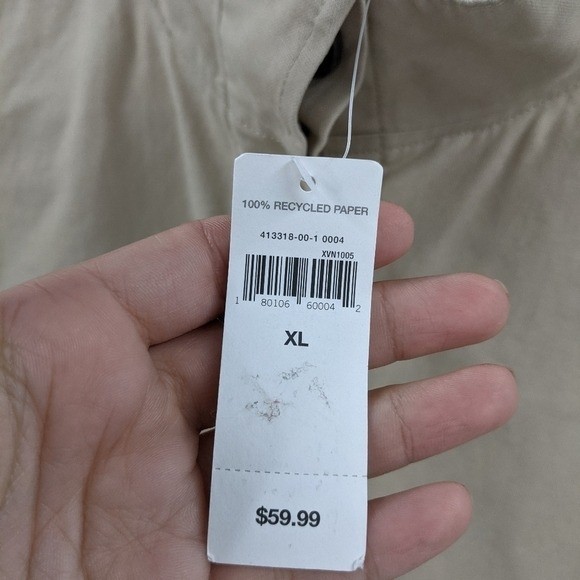 100% RECYCLED PAPER
413318-00-1 0004
XVN1005
1 80106 60004 2
XL
$59.99